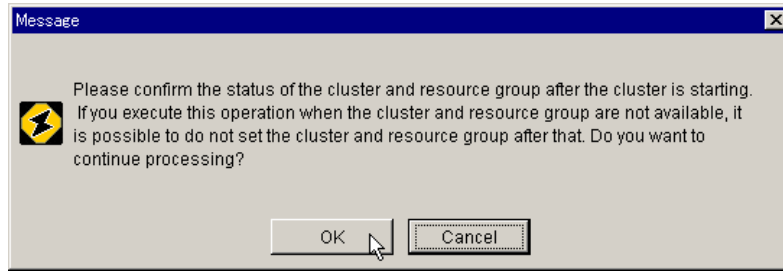 Message
Please confirm the status of the cluster and resource group after the cluster is starting.
If you execute this operation when the cluster and resource group are not available, it
is possible to do not set the cluster and resource group after that. Do you want to
continue processing?
OK
Cancel